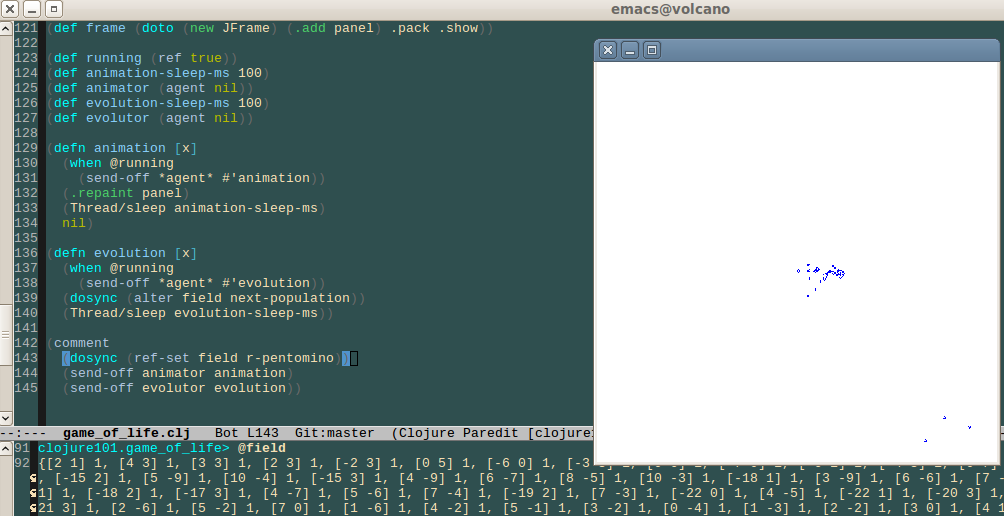 emacs@volcano
121 (def frame (doto (new JFrame) (.add panel) .pack .show))
122
123 (def running (ref true))
124 (def animation-sleep-ms 100)
125 (def animator (agent nil))
126 (def evolution-sleep-ms 100)
127 (def evolutor (agent nil))
128
129 (defn animation [x]
130   (when @running
131     (send-off *agent* #'animation))
132   (.repaint panel)
133   (Thread/sleep animation-sleep-ms)
134   nil)
135
136 (defn evolution [x]
137   (when @running
138     (send-off *agent* #'evolution))
139   (dosync (alter field next-population))
140   (Thread/sleep evolution-sleep-ms))
141
142 (comment
143   (dosync (ref-set field r-pentomino))
144   (send-off animator animation)
145   (send-off evolutor evolution))
--:--- game_of_life.clj Bot L143 Git:master (Clojure Paredit [clojure1
91 clojure101.game_of_life> @field
92 {[2 1] 1, [4 3] 1, [3 3] 1, [2 3] 1, [-2 3] 1, [0 5] 1, [-6 0] 1,
, [-15 2] 1, [5 -9] 1, [10 -4] 1, [-15 3] 1, [4 -9] 1, [6 -7] 1, [8 -5] 1, [10 -3] 1, [-18 1] 1, [3 -9] 1, [6 -6] 1, [7 -
1] 1, [-18 2] 1, [-17 3] 1, [4 -7] 1, [5 -6] 1, [7 -4] 1, [-19 2] 1, [7 -3] 1, [-22 0] 1, [4 -5] 1, [-22 1] 1, [-20 3] 1,
21 3] 1, [2 -6] 1, [5 -2] 1, [7 0] 1, [1 -6] 1, [4 -2] 1, [5 -1] 1, [3 -2] 1, [0 -4] 1, [1 -3] 1, [2 -2] 1, [3 0] 1, [4 1